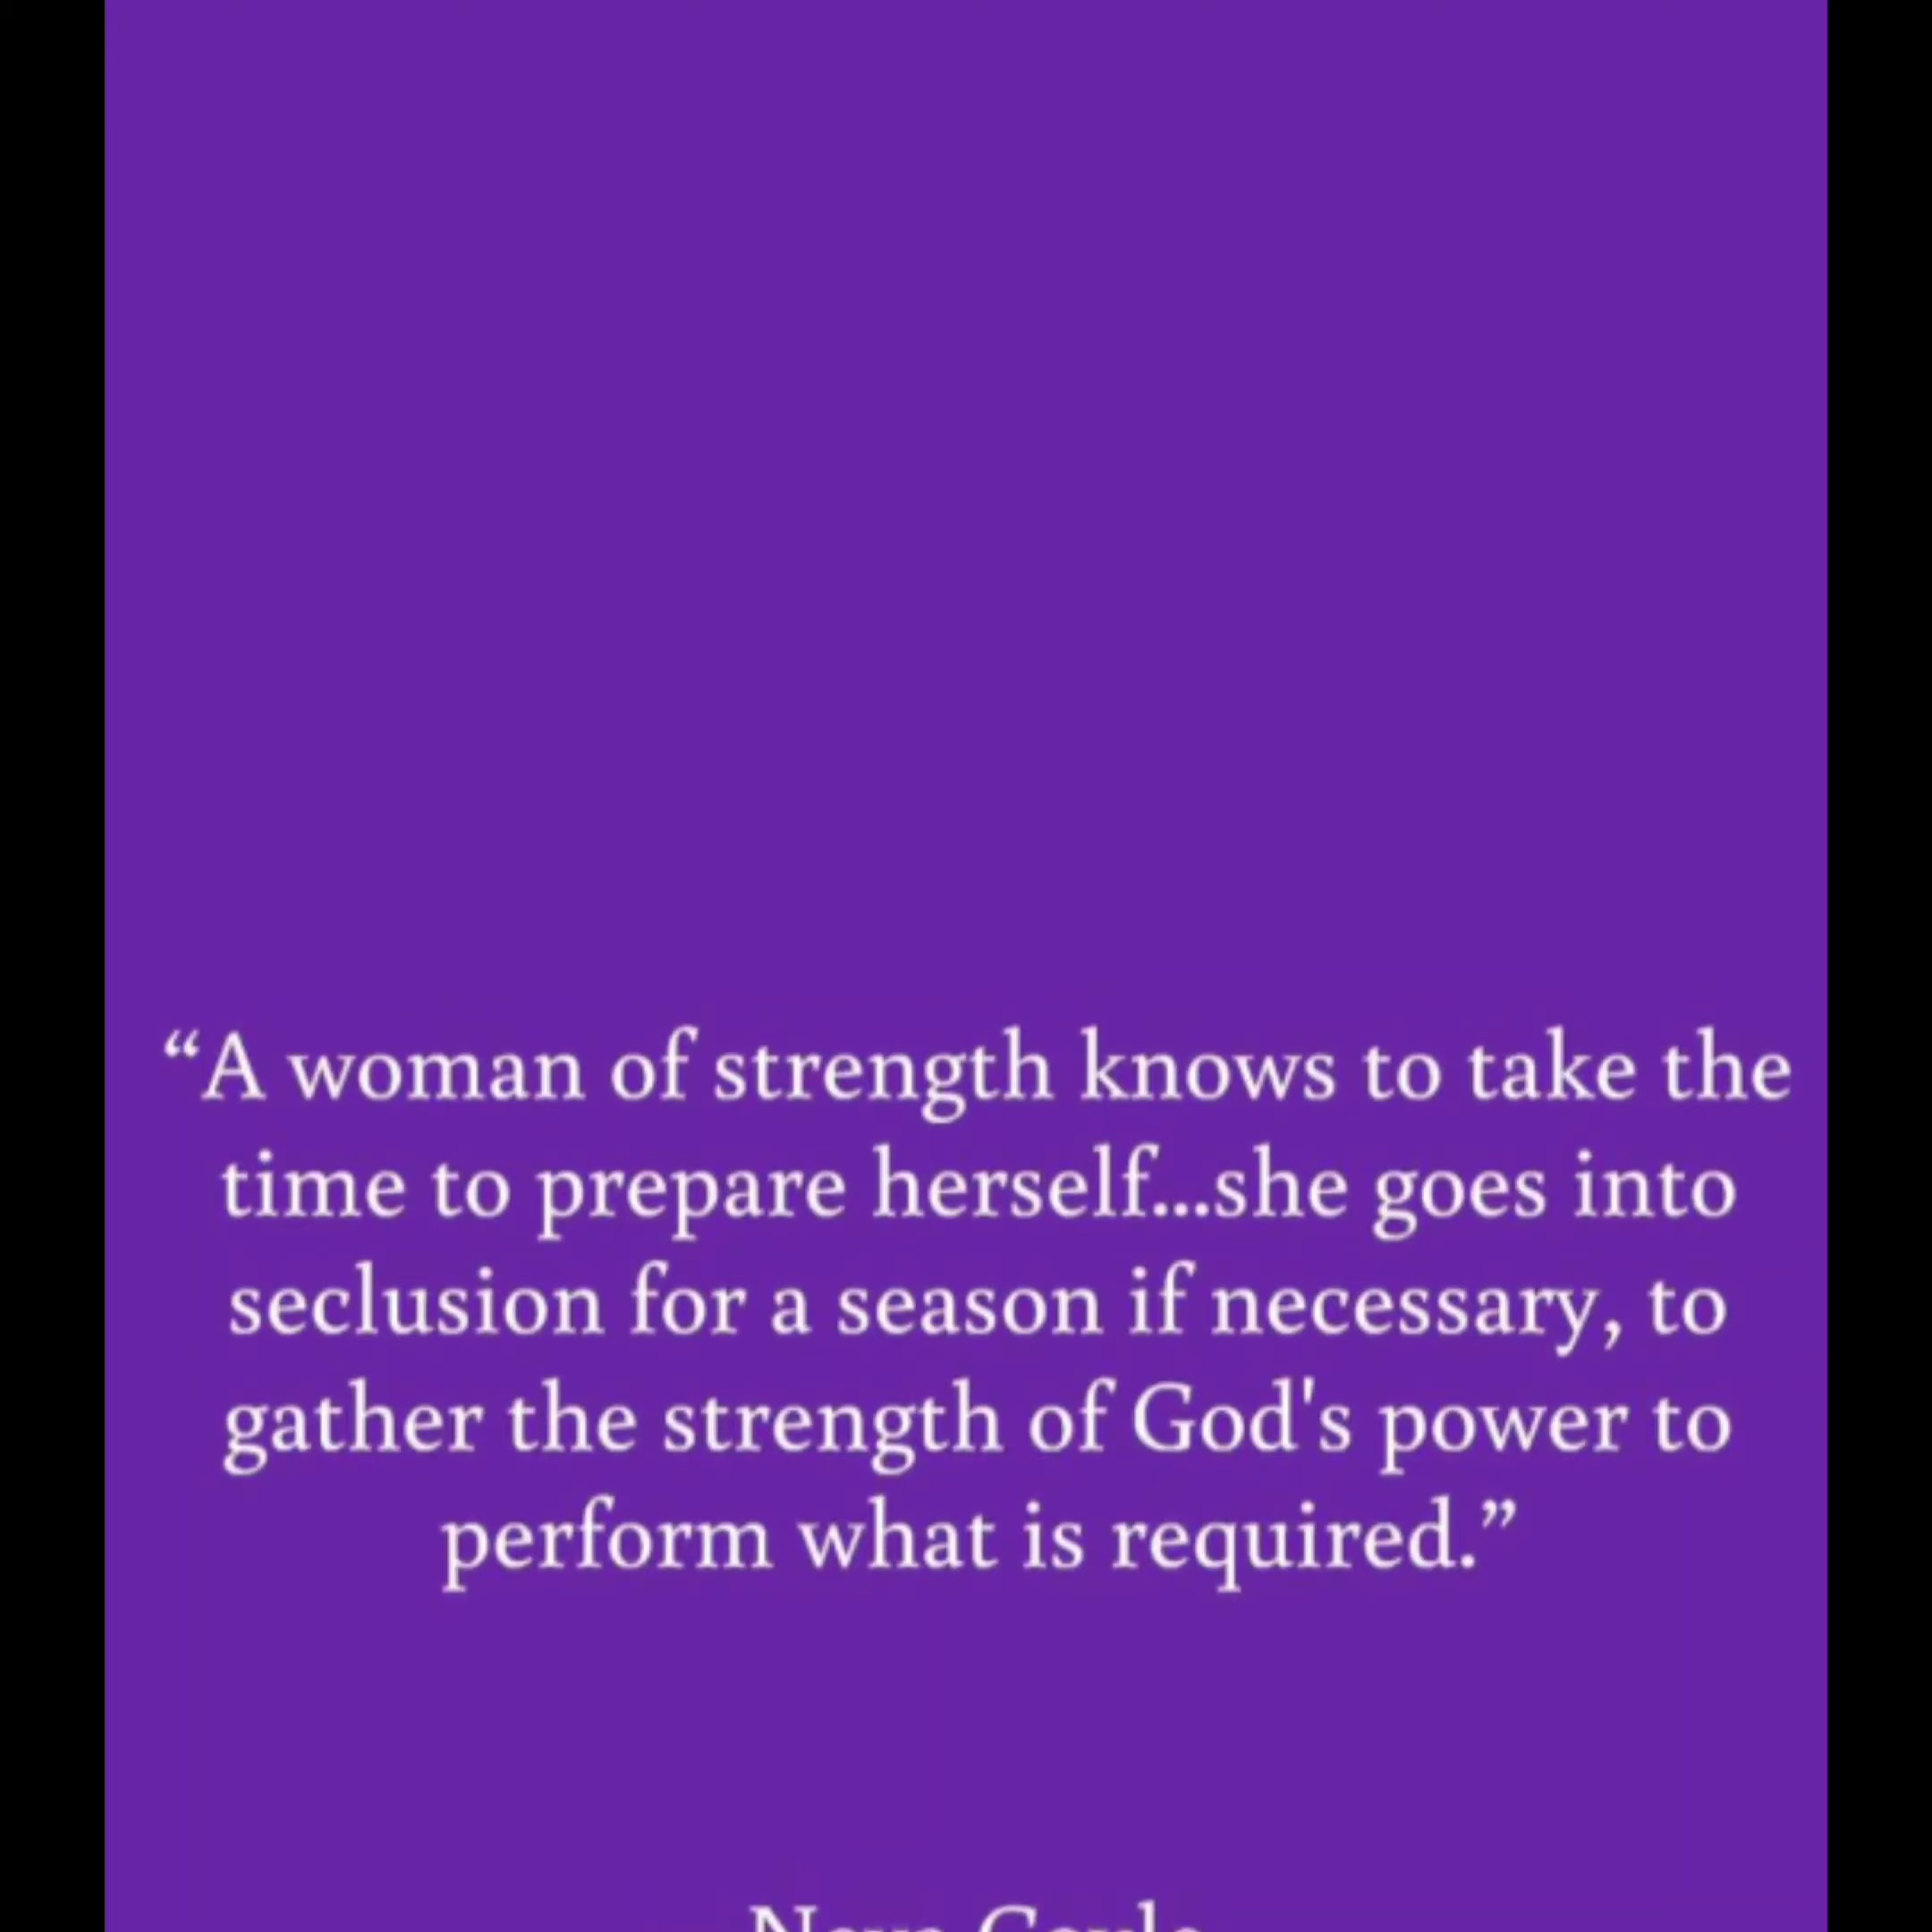 “A woman of strength knows to take the
time to prepare herself...she goes into
seclusion for a season if necessary, to
gather the strength of God's power to
perform what is required.”